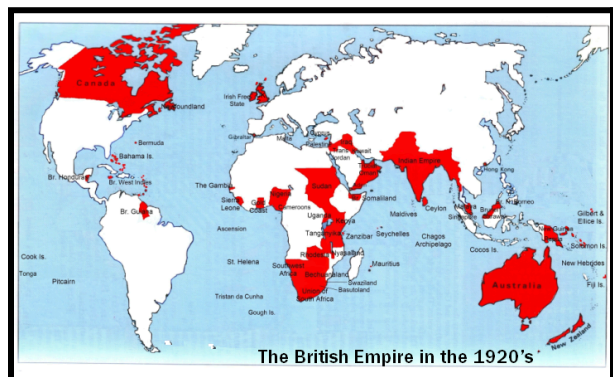 Canada
Newfoundland
Irish Free
State
Gibraltar
Malta
Cyprus
Palestine
Trans
Jordan
Kuwait
Bermuda
Bahama Is.
Br. Honduras
Br. West Indies
Br. Guiana
The Gambia
Sierra
Leone
Gold
Coast
Nigeria
Cameroons
Sudan
Oman
Somaliland
Uganda
Kenya
Tanganyika
Zanzibar
Seychelles
Indian Empire
Maldives
Ceylon
Chagos
Archipelago
Hong Kong
Malaya
Singapore
Sarawak
N. Borneo
Cocos Is.
New Guinea
Gilbert &
Ellice Is.
Solomon Is.
New Hebrides
Fiji Is.
Ascension
St. Helena
Tristan da Cunha
Gough Is.
Rhodesia
Nyasaland
Mauritius
Southwest
Africa
Bechuanaland
Swaziland
Basutoland
Union of
South Africa
Cook Is.
Tonga
Pitcairn
Australia
New Zealand
The British Empire in the 1920's